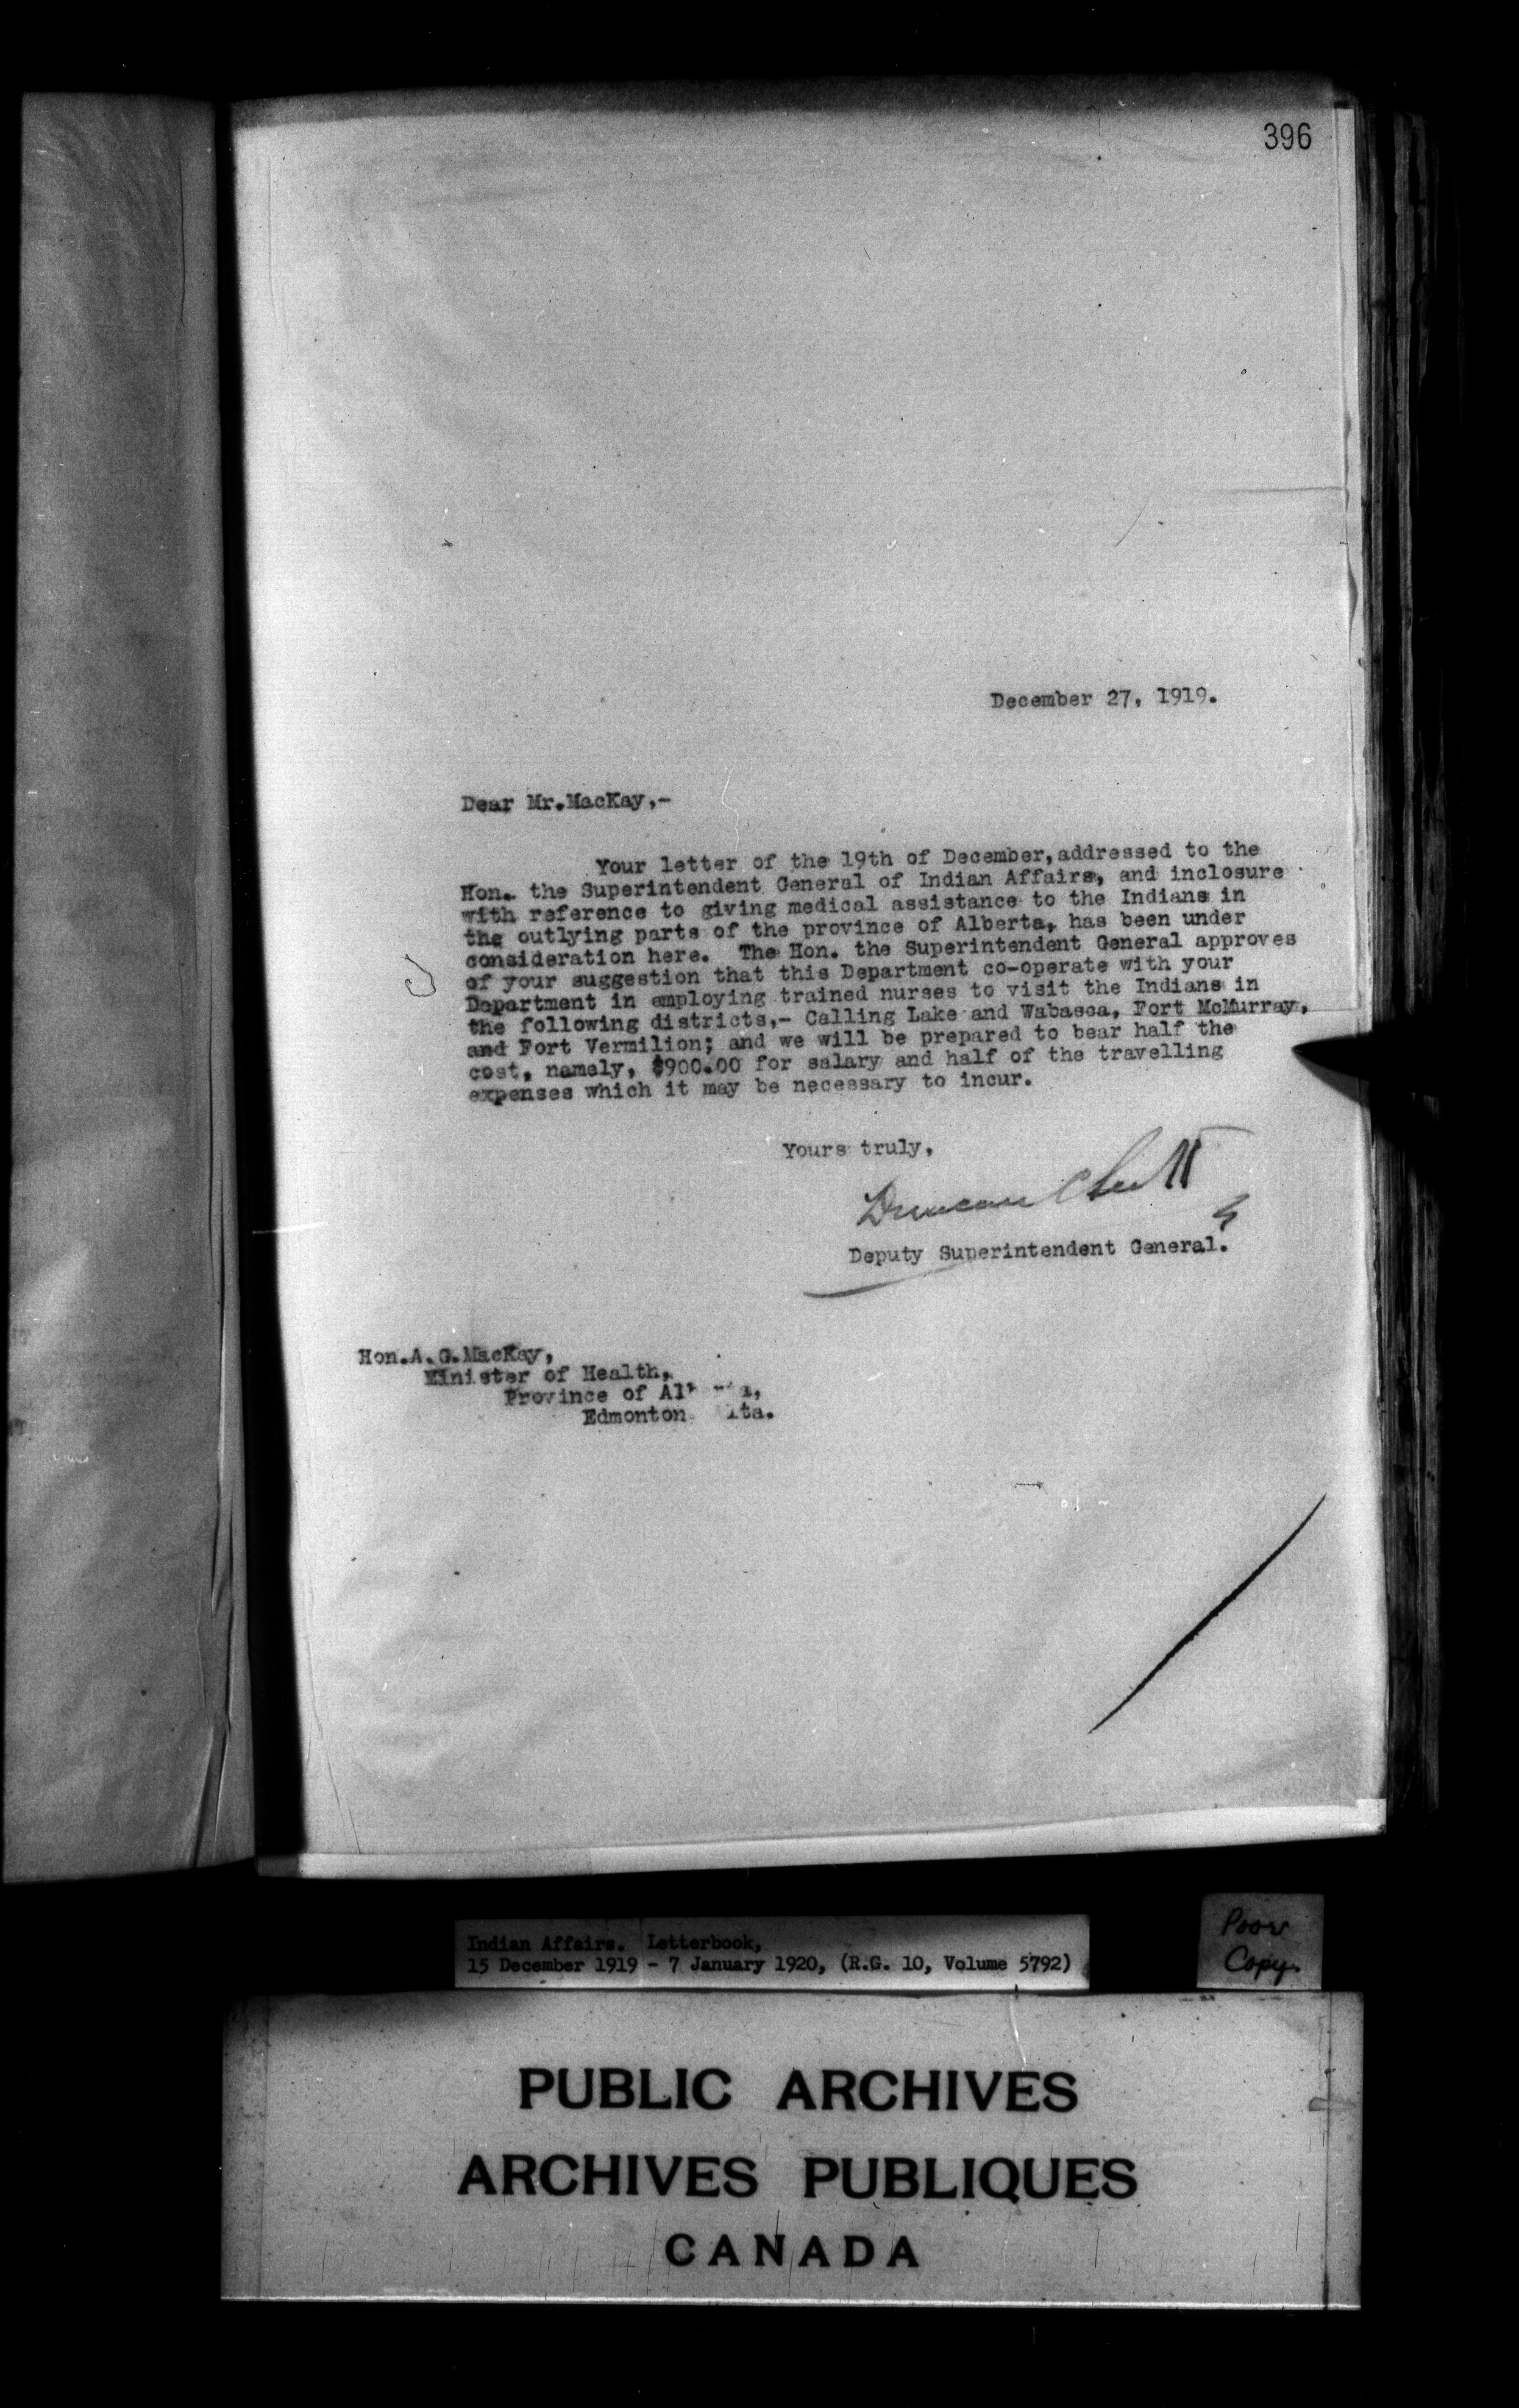 396
December 27, 1919.
Dear Mr.MacKay,-
Your letter of the 19th of December,addressed to the
Hon. the Superintendent General of Indian Affairs, and inclosure
with reference to giving medical assistance to the Indians in
the outlying parts of the province of Alberta, has been under
consideration here. The Hon. the Superintendent General approves
of your suggestion that this Department co-operate with your
Department in employing trained nurses to visit the Indians in
the following districts,- Calling Lake and Wabasca, Fort McMurray,
and Fort Vermilion; and we will be prepared to bear half the
cost, namely, $900.00 for salary and half of the travelling
expenses which it may be necessary to incur.
Yours truly,
Duncan C Scott
Deputy Superintendent General.
Hon.A.G.MacKay,
Minister of Health,
Province of
Edmonton
Indian Affairs. Letterbook,
15 December 1919 - 7 January 1920, (R.G. 10, Volume 5792)
Poor
Copy
PUBLIC ARCHIVES
ARCHIVES PUBLIQUES
CANADA